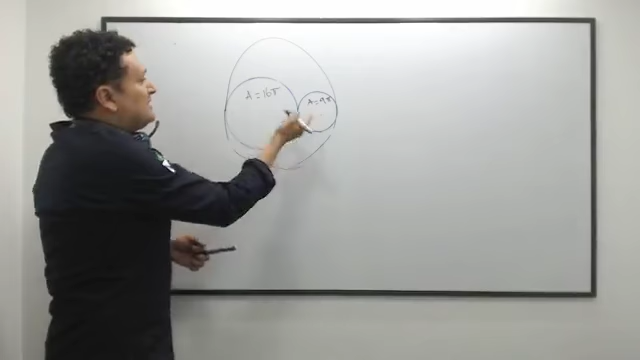 A = 16π
A = 9π